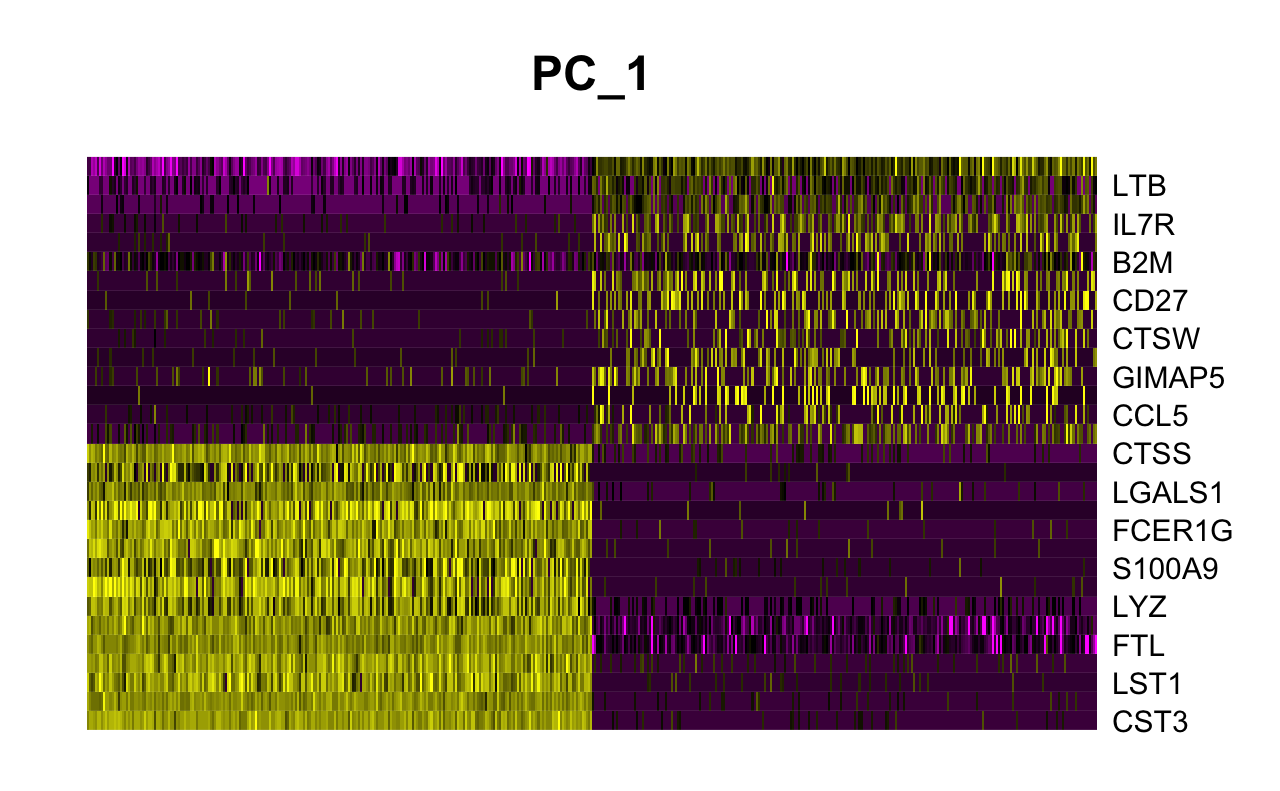 PC_1
LTB
IL7R
B2M
CD27
CTSW
GIMAP5
CCL5
CTSS
LGALS1
FCER1G
S100A9
LYZ
FTL
LST1
CST3